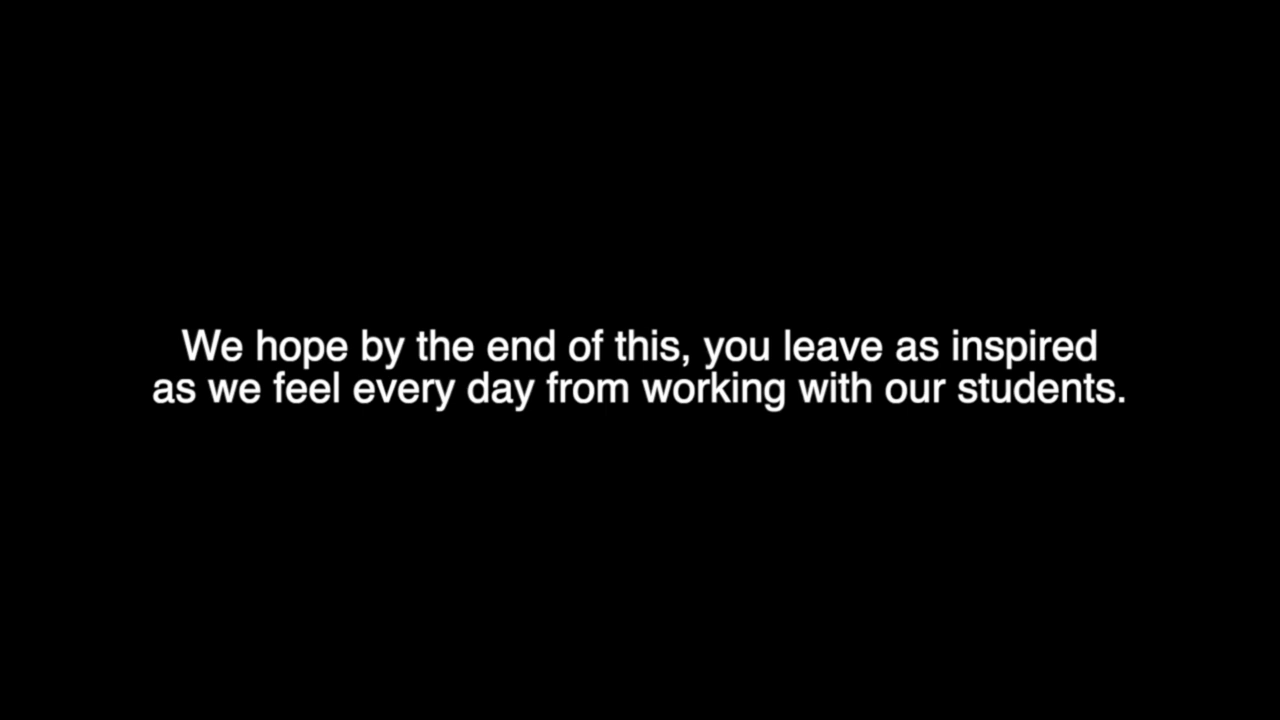 We hope by the end of this, you leave as inspired
as we feel every day from working with our students.